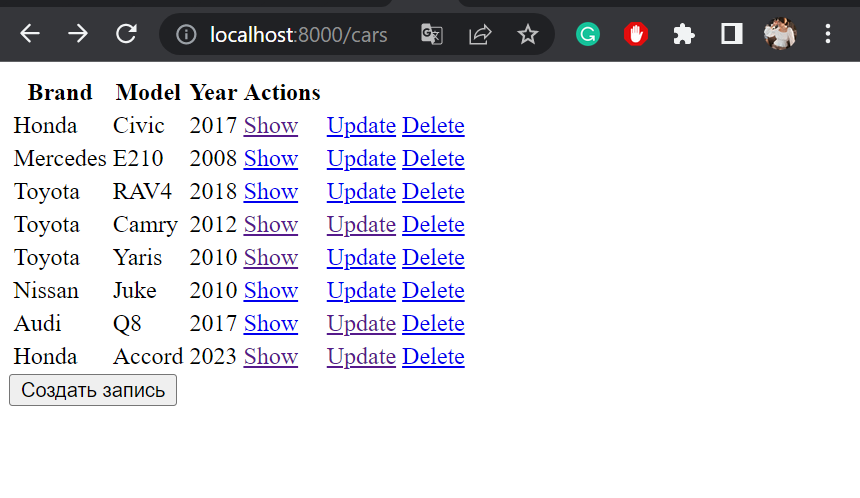 localhost:8000/cars
Brand Model Year Actions
Honda Civic 2017 Show Update Delete
Mercedes E210 2008 Show Update Delete
Toyota RAV4 2018 Show Update Delete
Toyota Camry 2012 Show Update Delete
Toyota Yaris 2010 Show Update Delete
Nissan Juke 2010 Show Update Delete
Audi Q8 2017 Show Update Delete
Honda Accord 2023 Show Update Delete
Создать запись